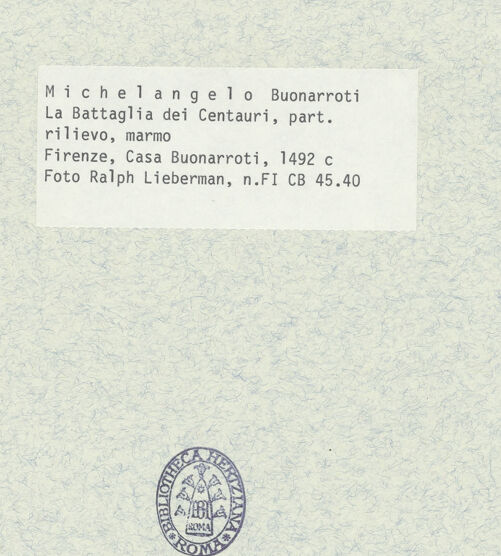 M i c h e l a n g e l o Buonarroti
La Battaglia dei Centauri, part.
rilievo, marmo
Firenze, Casa Buonarroti, 1492 c
Foto Ralph Lieberman, n.FI CB 45.40
BIBLIOTHECA HERTZIANA
ROMA
ROMA